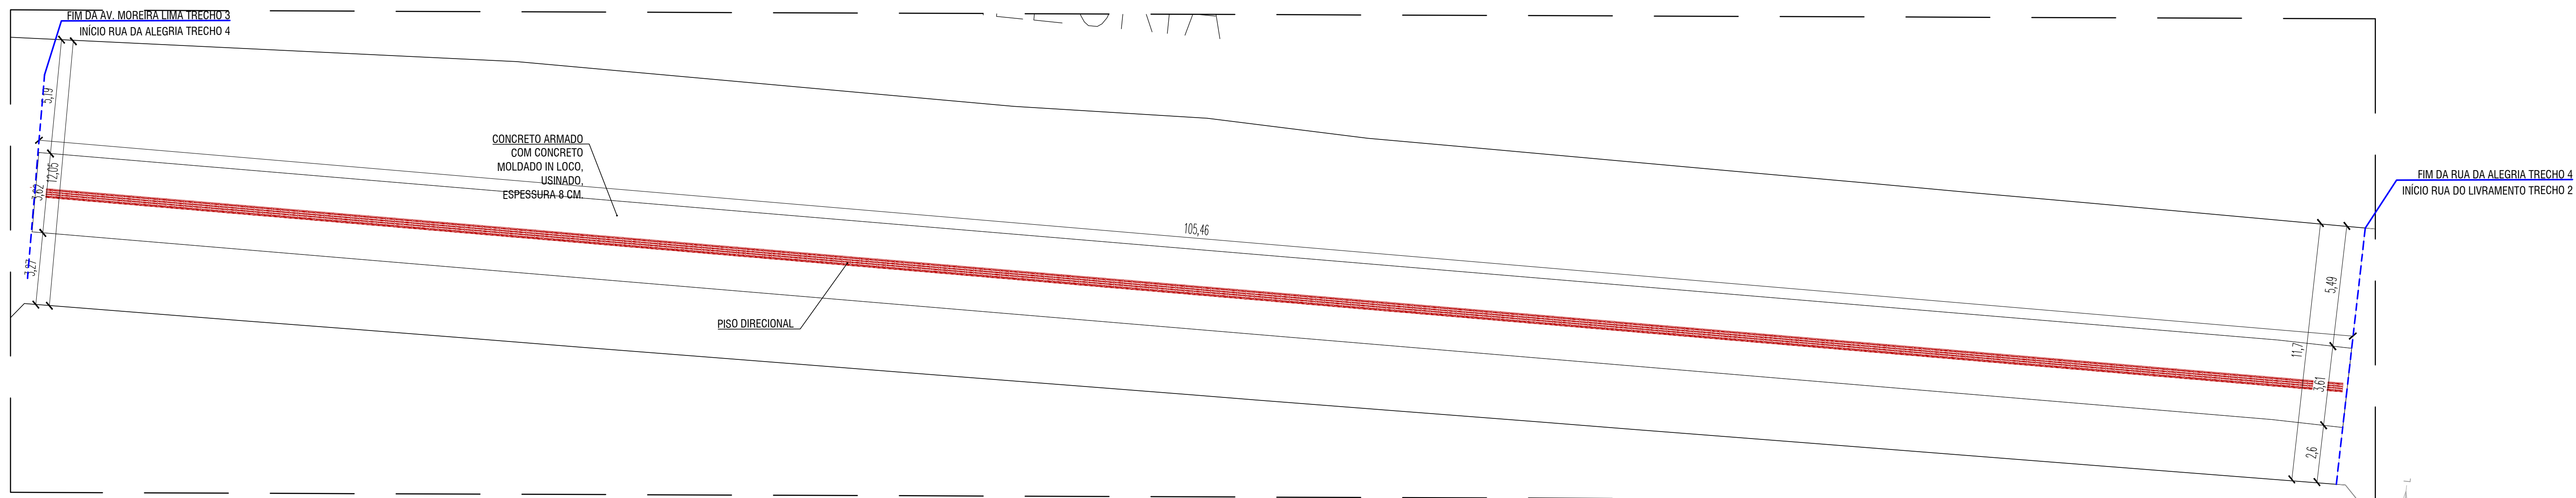 FIM DA AV. MOREIRA LIMA TRECHO 3
INÍCIO RUA DA ALEGRIA TRECHO 4
5,19
12,05
3,62
3,27
CONCRETO ARMADO
COM CONCRETO
MOLDADO IN LOCO,
USINADO,
ESPESSURA 8 CM.
PISO DIRECIONAL
105,46
5,49
11,7
3,61
2,6
FIM DA RUA DA ALEGRIA TRECHO 4
INÍCIO RUA DO LIVRAMENTO TRECHO 2